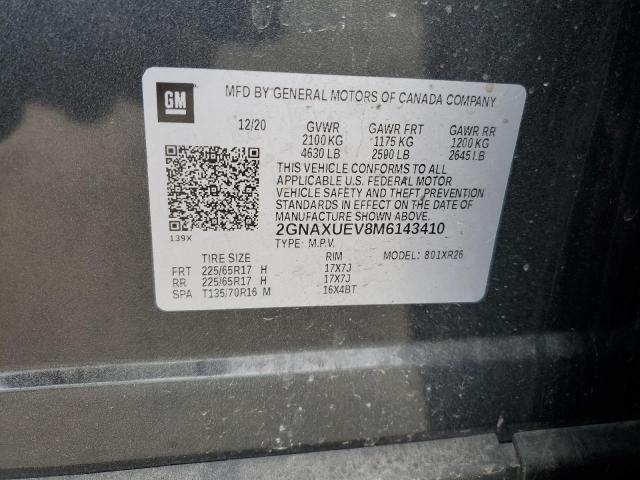 GM
MFD BY GENERAL MOTORS OF CANADA COMPANY
12/20 GVWR GAWR FRT GAWR RR
2100 KG 1175 KG 1200 KG
4630 LB 2590 LB 2645 LB
THIS VEHICLE CONFORMS TO ALL
APPLICABLE U.S. FEDERAL MOTOR
VEHICLE SAFETY AND THEFT PREVENTION
STANDARDS IN EFFECT ON THE DATE OF
MANUFACTURE SHOWN ABOVE.
139X 2GNAXUEV8M6143410
TYPE: M.P.V. MODEL: 801XR26
TIRE SIZE RIM
FRT 225/65R17 H 17X7J
RR 225/65R17 H 17X7J
SPA T135/70R16 M 16X4BT